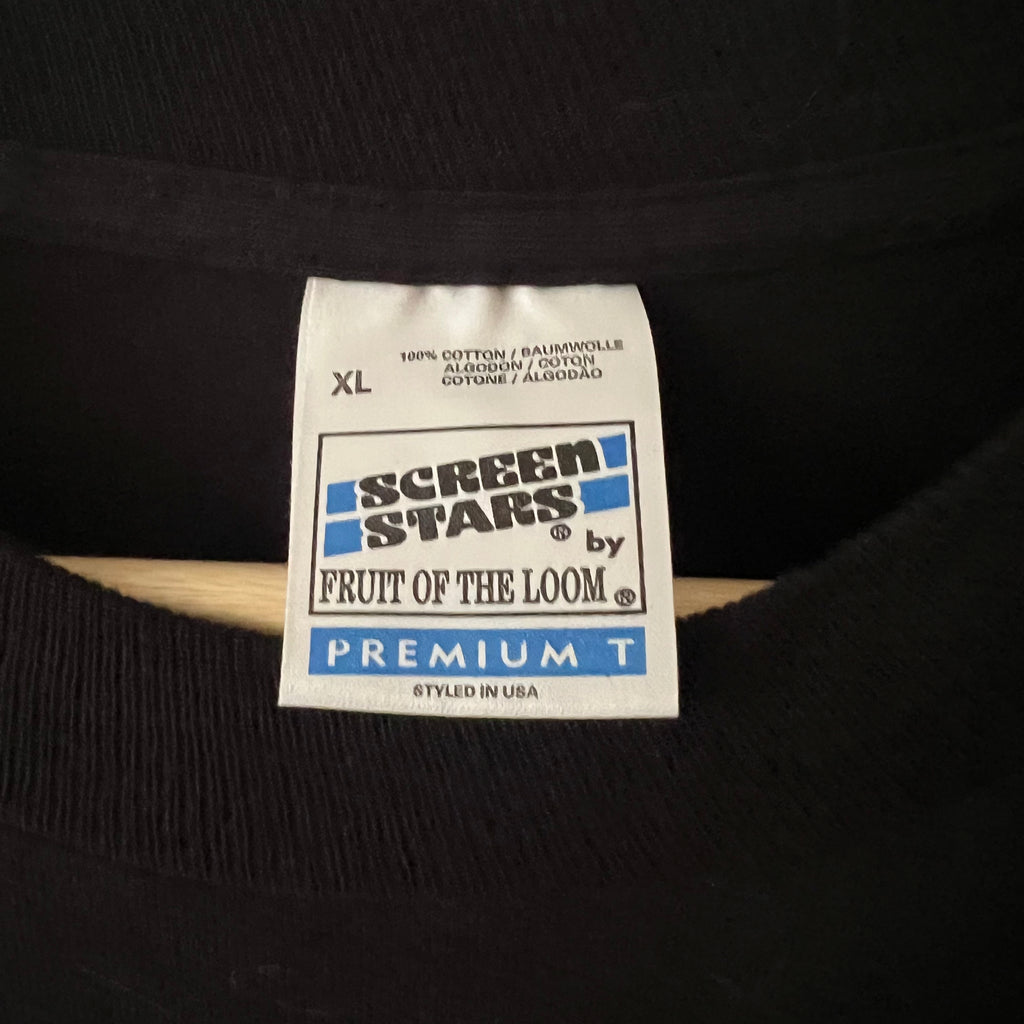 XL
100% COTTON / BAUMWOLLE
ALGODON / COTON
COTONE / ALGODÃO
SCREEN
STARS® by
FRUIT OF THE LOOM®
PREMIUM T
STYLED IN USA